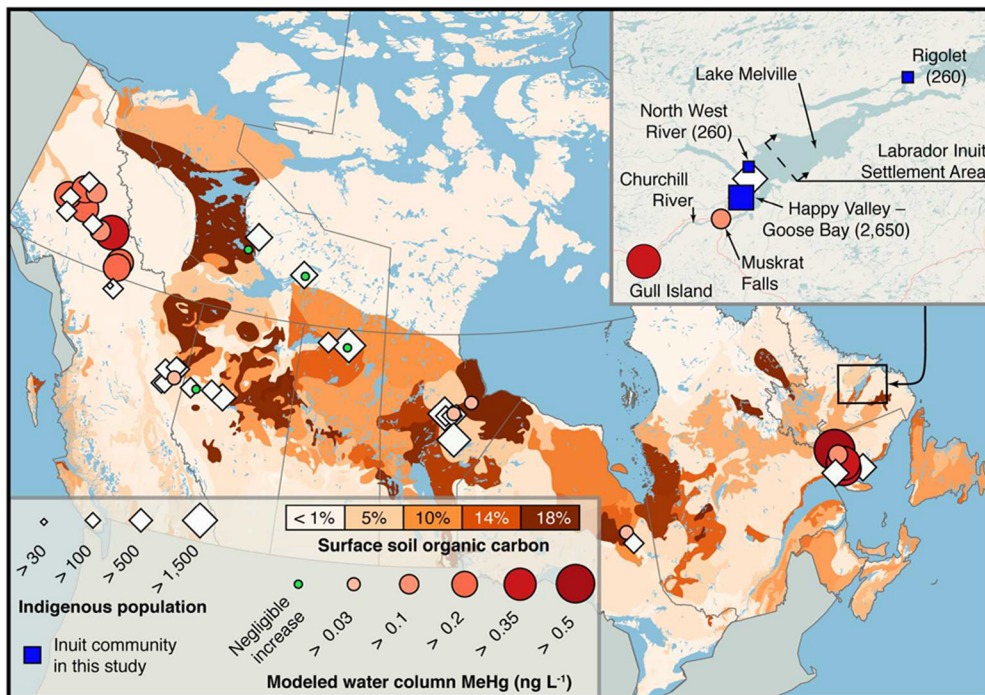 Rigolet
(260)
Lake Melville
North West
River (260)
Labrador Inuit
Settlement Area
Churchill
River
Happy Valley –
Goose Bay (2,650)
Muskrat
Falls
Gull Island
< 1%
5%
10%
14%
18%
Surface soil organic carbon
> 30
> 100
> 500
> 1,500
Indigenous population
Inuit community
in this study
Negligible
increase
> 0.03
> 0.1
> 0.2
> 0.35
> 0.5
Modeled water column MeHg (ng L⁻¹)